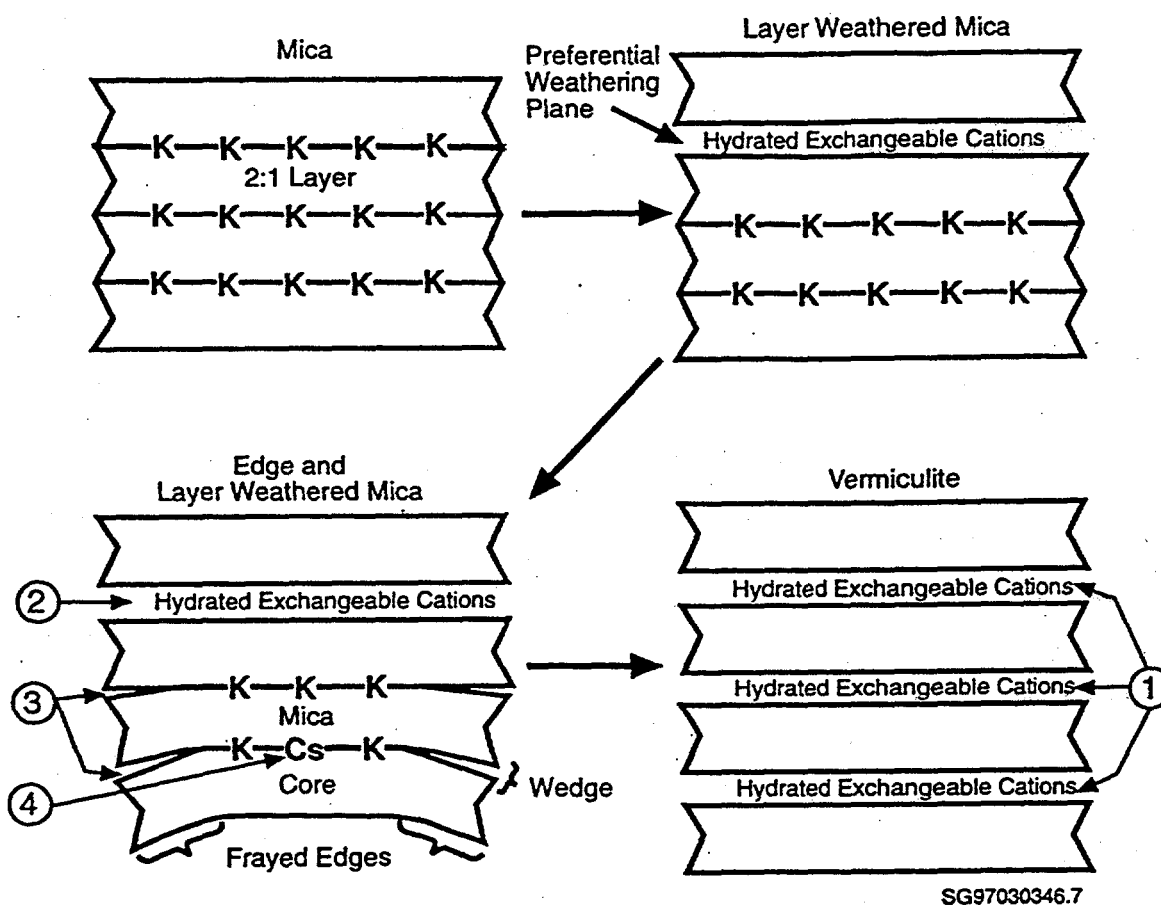 Mica
K K K K K
2:1 Layer
K K K K K
K K K K K
Preferential
Weathering
Plane
Layer Weathered Mica
Hydrated Exchangeable Cations
K K K K K
K K K K K
Edge and
Layer Weathered Mica
2
Hydrated Exchangeable Cations
3
K K K
Mica
K Cs K
4
Core
Wedge
Frayed Edges
Vermiculite
Hydrated Exchangeable Cations
Hydrated Exchangeable Cations
1
Hydrated Exchangeable Cations
SG97030346.7